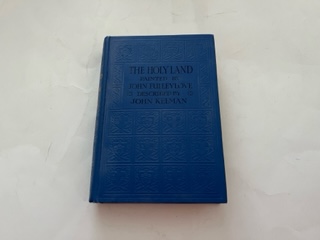 THE HOLY LAND
PAINTED BY
JOHN FULLEYLOVE
DESCRIBED BY
JOHN KELMAN